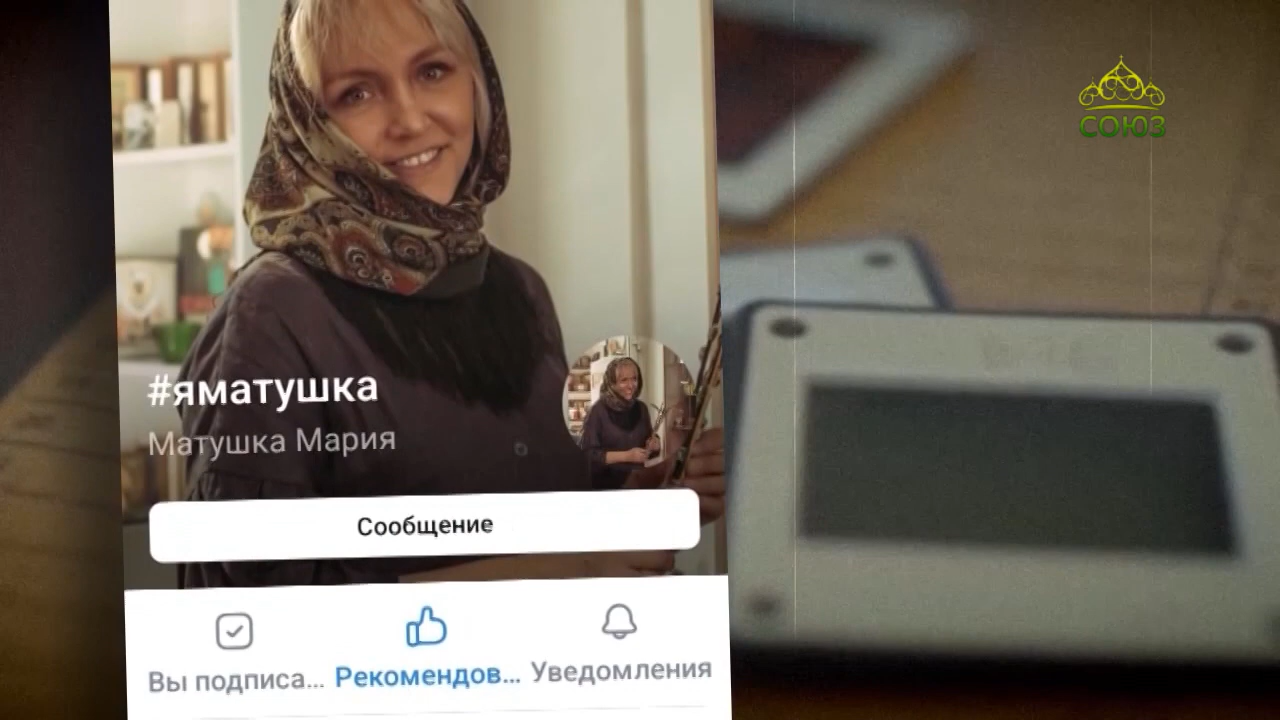 СОЮЗ
#яматушка
Матушка Мария
Сообщение
Вы подписа... Рекомендов... Уведомления